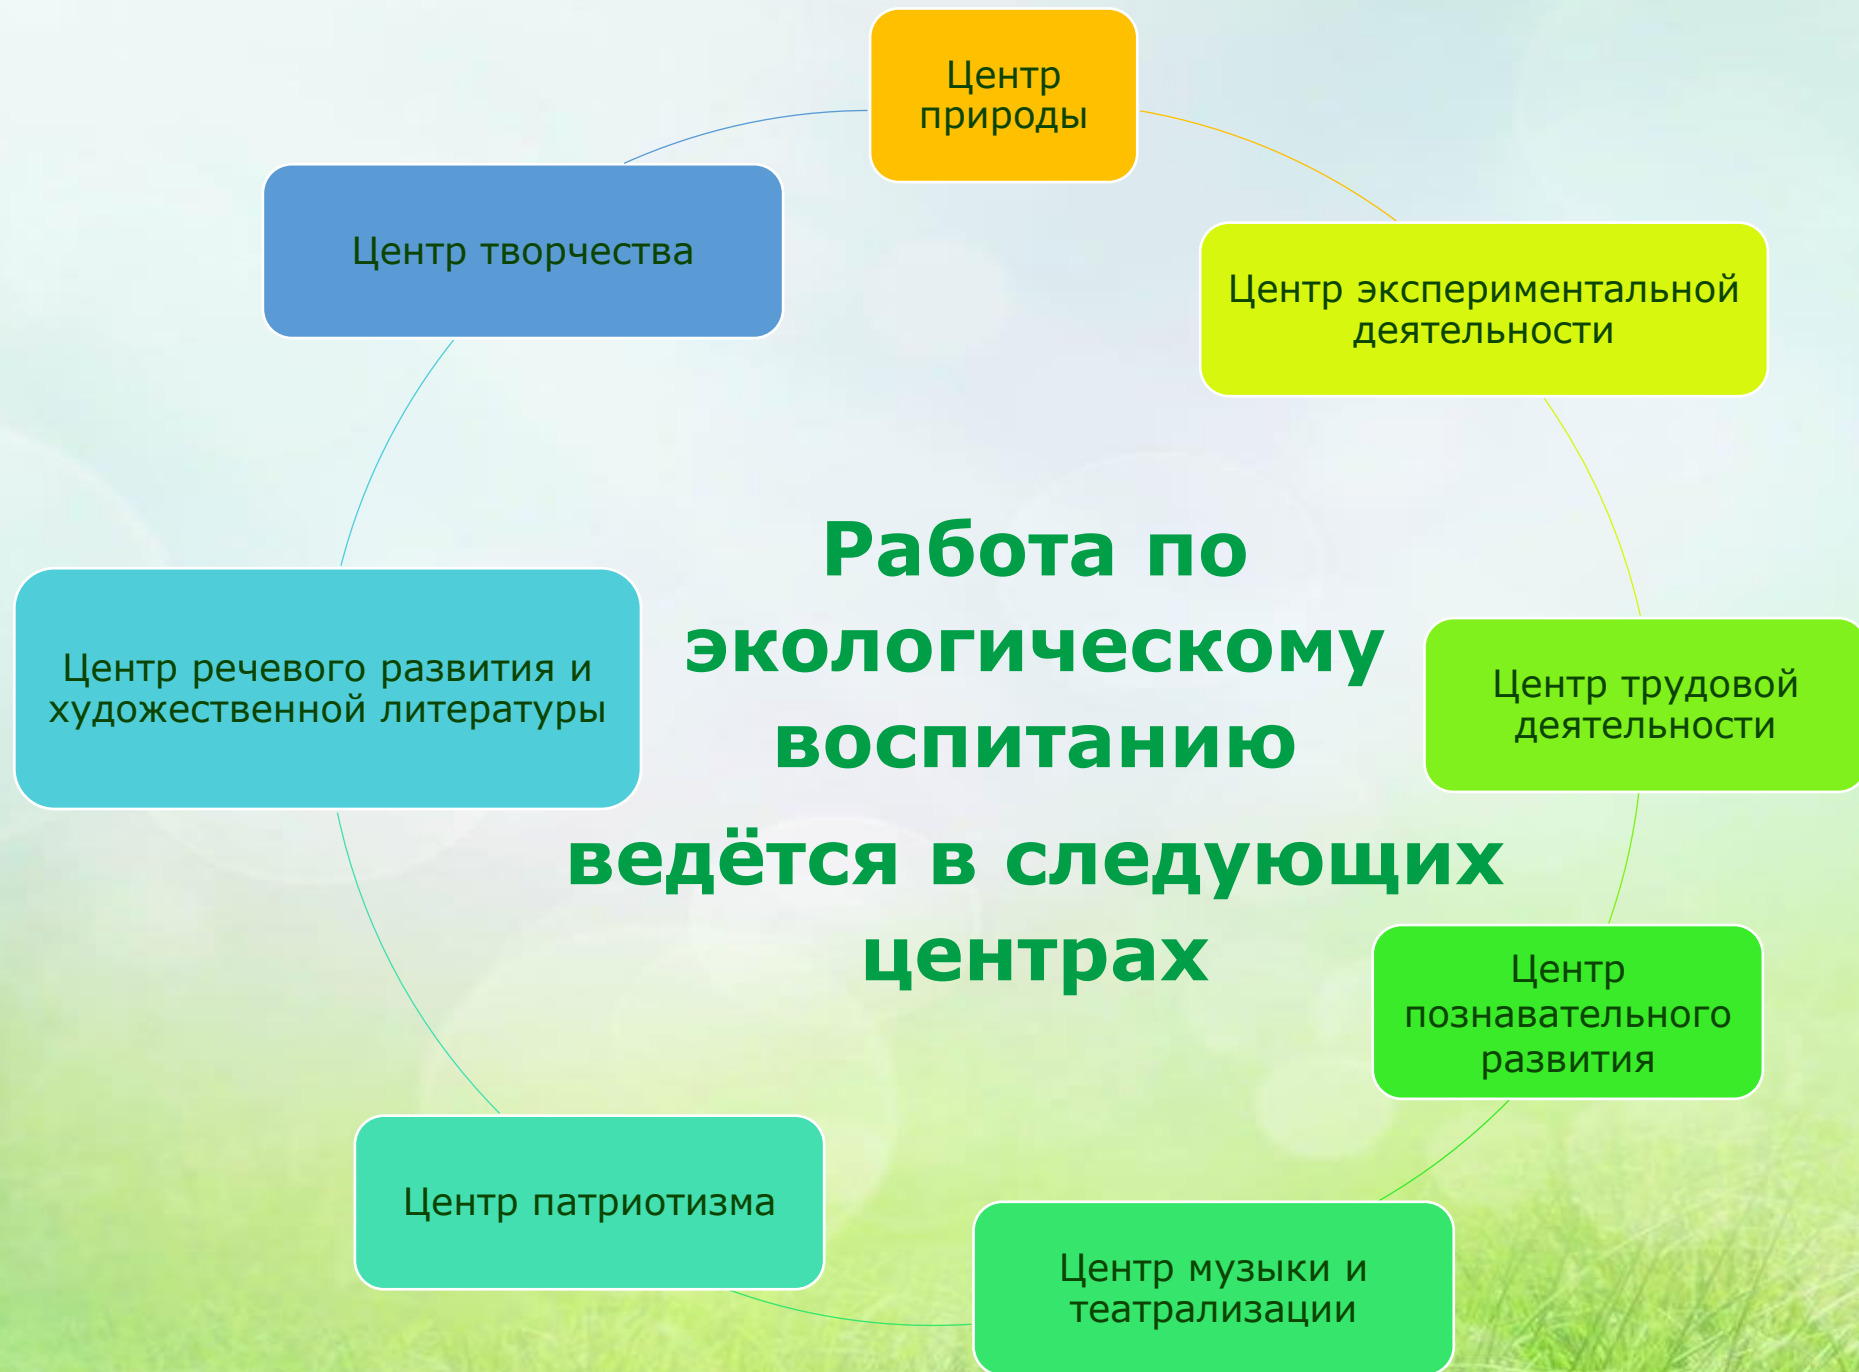 Центр
природы
Центр творчества
Центр экспериментальной
деятельности
Работа по
экологическому
воспитанию
ведётся в следующих
центрах
Центр речевого развития и
художественной литературы
Центр трудовой
деятельности
Центр
познавательного
развития
Центр патриотизма
Центр музыки и
театрализации